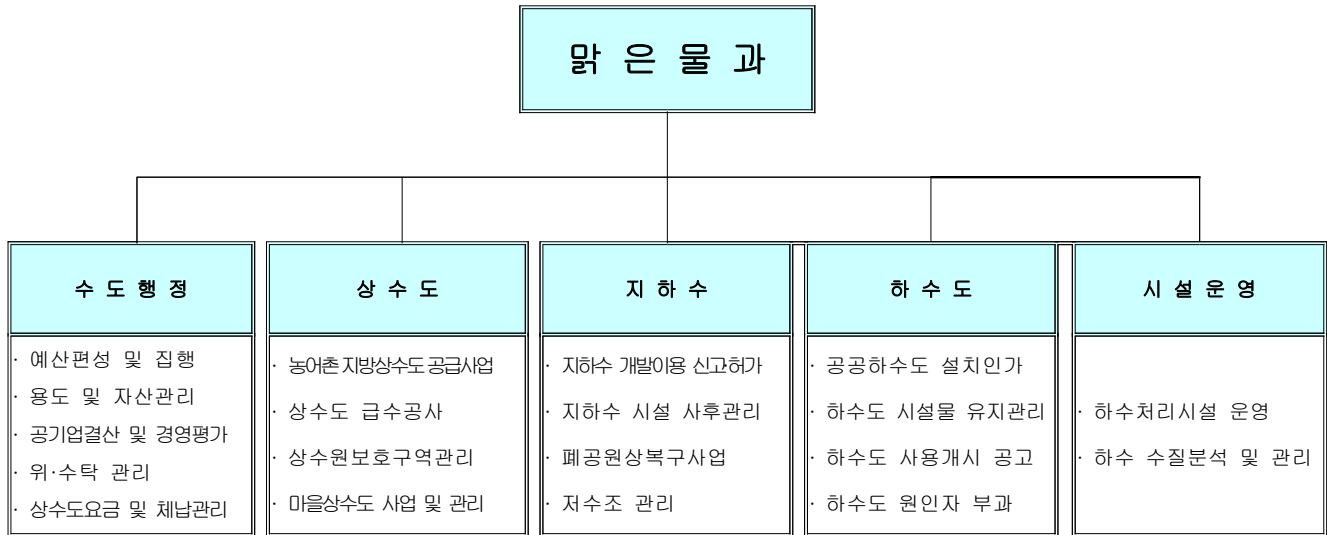 맑 은 물 과
수 도 행 정
· 예산편성 및 집행
· 용도 및 자산관리
· 공기업결산 및 경영평가
· 위·수탁 관리
· 상수도요금 및 체납관리
상 수 도
· 농어촌 지방상수도 공급사업
· 상수도 급수공사
· 상수원보호구역관리
· 마을상수도 사업 및 관리
지 하 수
· 지하수 개발이용 신고·허가
· 지하수 시설 사후관리
· 폐공원상복구사업
· 저수조 관리
하 수 도
· 공공하수도 설치인가
· 하수도 시설물 유지관리
· 하수도 사용개시 공고
· 하수도 원인자 부과
시 설 운 영
· 하수처리시설 운영
· 하수 수질분석 및 관리